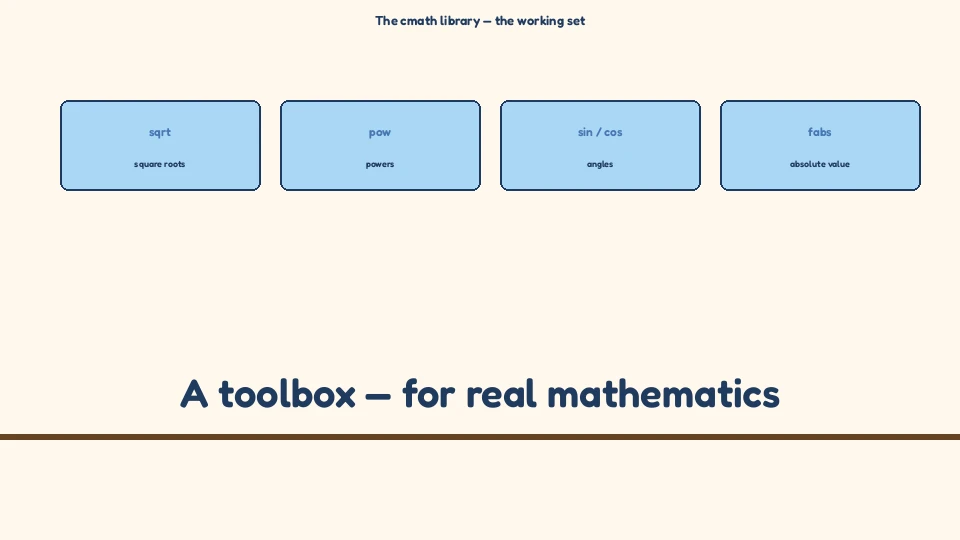 The cmath library — the working set
sqrt
square roots
pow
powers
sin / cos
angles
fabs
absolute value
A toolbox — for real mathematics